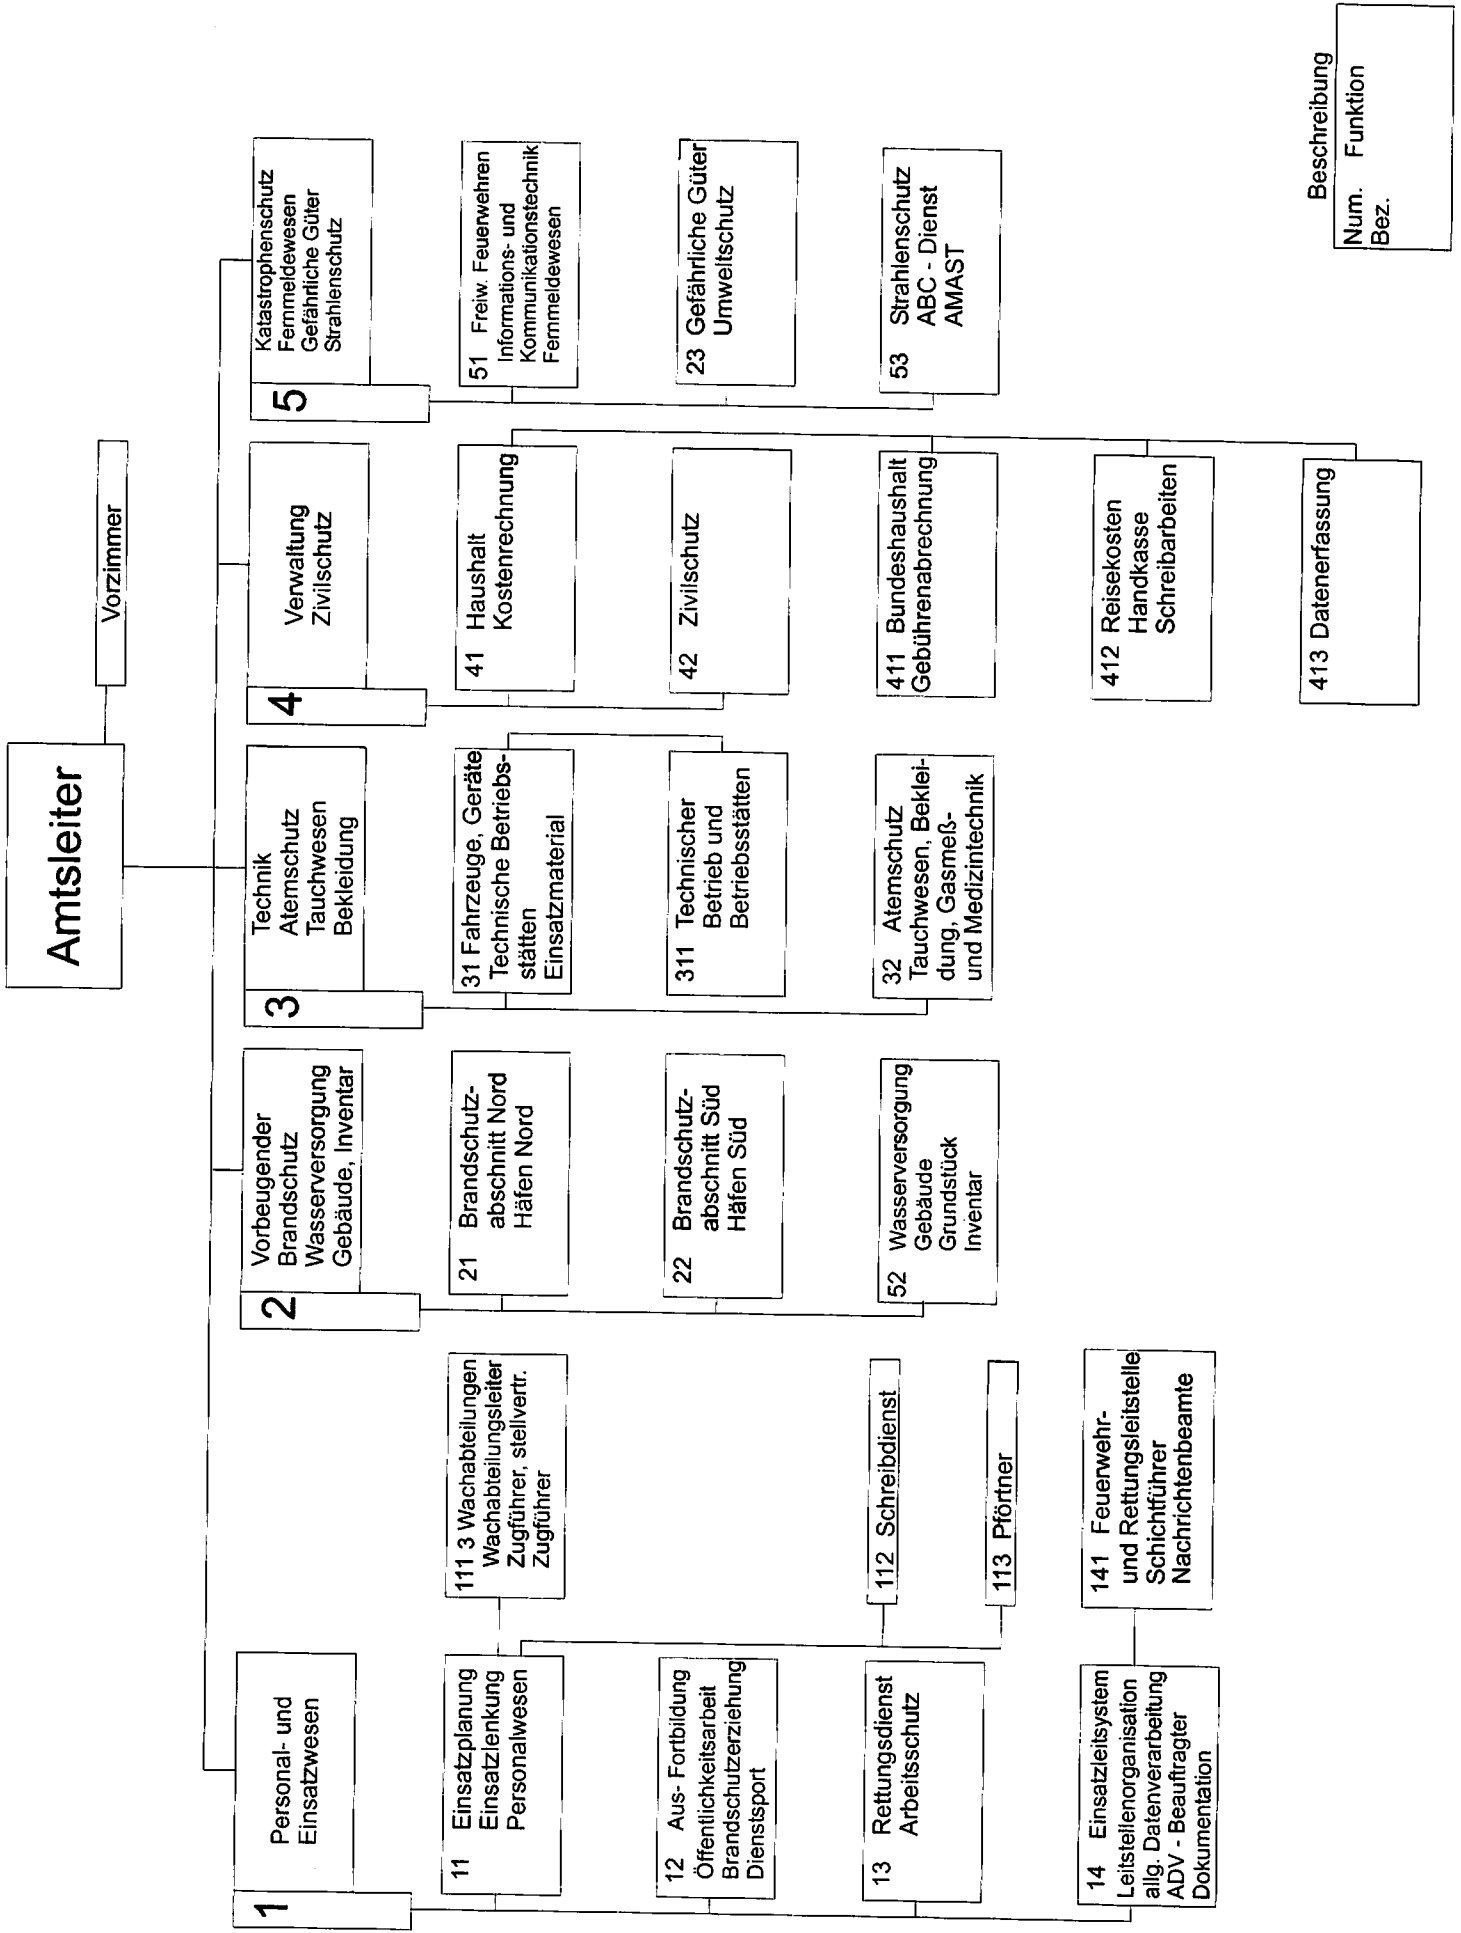 Amtsleiter
Vorzimmer
1
Personal- und
Einsatzwesen
11 Einsatzplanung
Einsatzlenkung
Personalwesen
111 3 Wachabteilungen
Wachabteilungsleiter
Zugführer, stellvertr.
Zugführer
12 Aus- Fortbildung
Öffentlichkeitsarbeit
Brandschutzerziehung
Dienstsport
13 Rettungsdienst
Arbeitsschutz
112 Schreibdienst
113 Pförtner
14 Einsatzleitsystem
Leitstellenorganisation
allg. Datenverarbeitung
ADV - Beauftragter
Dokumentation
141 Feuerwehr-
und Rettungsleitstelle
Schichtführer
Nachrichtenbeamte
2
Vorbeugender
Brandschutz
Wasserversorgung
Gebäude, Inventar
21 Brandschutz-
abschnitt Nord
Häfen Nord
22 Brandschutz-
abschnitt Süd
Häfen Süd
52 Wasserversorgung
Gebäude
Grundstück
Inventar
3
Technik
Atemschutz
Tauchwesen
Bekleidung
31 Fahrzeuge, Geräte
Technische Betriebs-
stätten
Einsatzmaterial
311 Technischer
Betrieb und
Betriebsstätten
32 Atemschutz
Tauchwesen, Beklei-
dung, Gasmeß-
und Medizintechnik
4
Verwaltung
Zivilschutz
41 Haushalt
Kostenrechnung
42 Zivilschutz
411 Bundeshaushalt
Gebührenabrechnung
412 Reisekosten
Handkasse
Schreibarbeiten
413 Datenerfassung
5
Katastrophenschutz
Fernmeldewesen
Gefährliche Güter
Strahlenschutz
51 Freiw. Feuerwehren
Informations- und
Kommunikationstechnik
Fernmeldewesen
23 Gefährliche Güter
Umweltschutz
53 Strahlenschutz
ABC - Dienst
AMAST
Beschreibung
Num. Funktion
Bez.